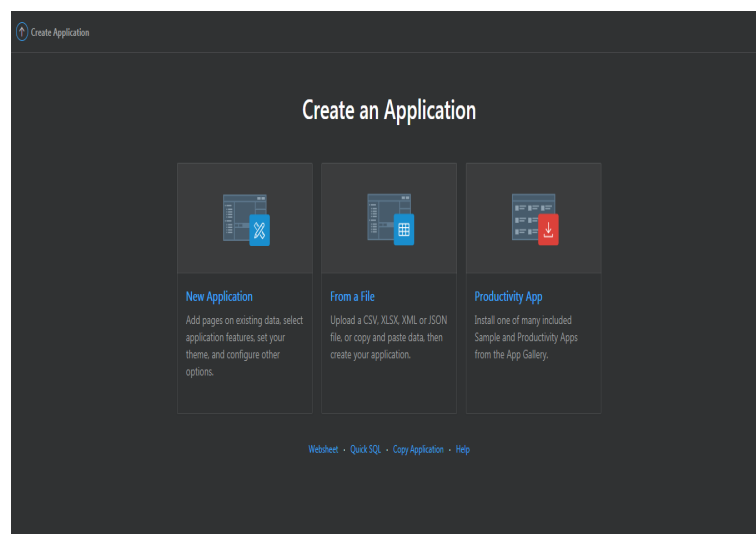 Create Application
Create an Application
New Application
Add pages on existing data, select
application features, set your
theme, and configure other
options.
From a File
Upload a CSV, XLSX, XML or JSON
file, or copy and paste data, then
create your application.
Productivity App
Install one of many included
Sample and Productivity Apps
from the App Gallery.
Websheet • Quick SQL • Copy Application • Help